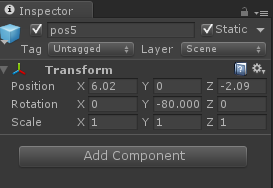 Inspector
pos5 Static
Tag Untagged Layer Scene
Transform
Position X 6.02 Y 0 Z -2.09
Rotation X 0 Y -80.000 Z 0
Scale X 1 Y 1 Z 1
Add Component